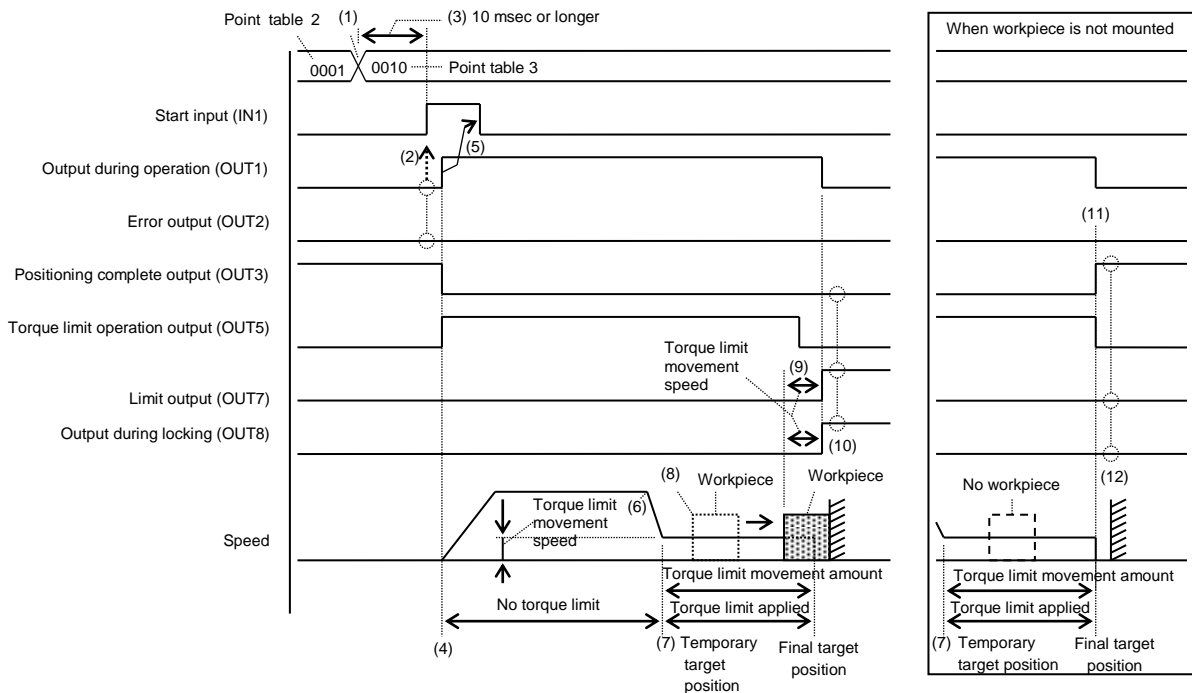 Point table 2
(1)
(3) 10 msec or longer
When workpiece is not mounted
0001
0010
Point table 3
Start input (IN1)
(2)
(5)
Output during operation (OUT1)
(11)
Error output (OUT2)
Positioning complete output (OUT3)
Torque limit operation output (OUT5)
Torque limit
movement
speed
(9)
Limit output (OUT7)
Output during locking (OUT8)
(10)
(12)
(8)
Workpiece
Workpiece
No workpiece
(6)
Torque limit
movement
speed
Speed
Torque limit movement amount
Torque limit movement amount
No torque limit
Torque limit applied
Torque limit applied
(4)
(7)
Temporary
target
position
Final target
position
(7)
Temporary
target position
Final target
position